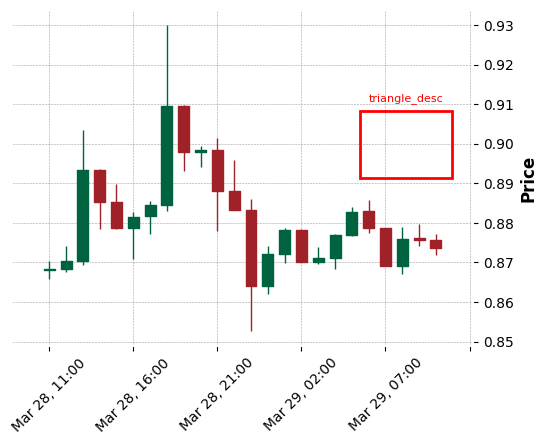 0.93
0.92
0.91
triangle_desc
0.90
0.89
0.88
0.87
0.86
0.85
Price
Mar 28, 11:00
Mar 28, 16:00
Mar 28, 21:00
Mar 29, 02:00
Mar 29, 07:00